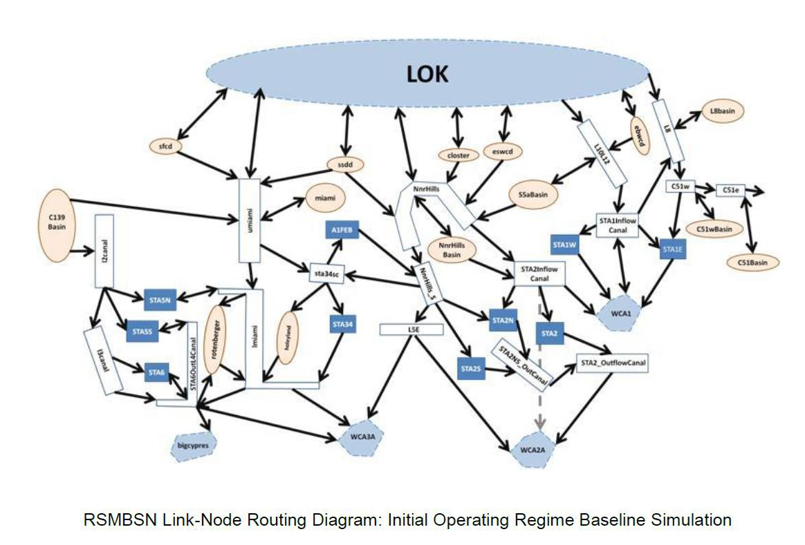 LOK
sfcd
ssdd
closter
eswcd
ebwcd
L8
L8basin
L10L12
C139
Basin
L2canal
umiami
miami
NnrHills
S5aBasin
C51w
C51e
C51wBasin
C51Basin
STA1Inflow
Canal
STA1W
STA1E
A1FEB
NnrHills
Basin
sta34sc
NnrHills_S
STA2Inflow
Canal
WCA1
STA5N
STA5S
STA6
L3canal
STA6Out4Canal
rotenberger
lmiami
holeyland
STA34
L5E
STA2N
STA2
STA2S
STA2NS_OutCanal
STA2_OutflowCanal
bigcypres
WCA3A
WCA2A
RSMBSN Link-Node Routing Diagram: Initial Operating Regime Baseline Simulation